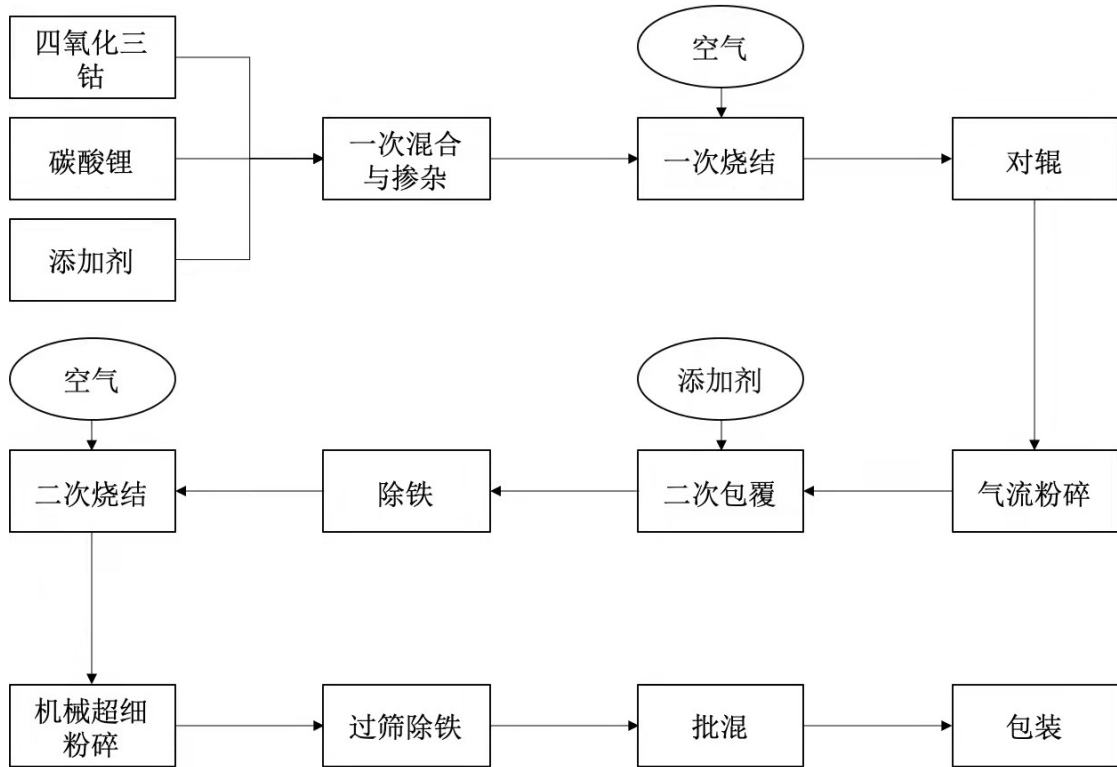 四氧化三
钴
空气
碳酸锂
一次混合
与掺杂
一次烧结
对辊
添加剂
空气
添加剂
二次烧结
除铁
二次包覆
气流粉碎
机械超细
粉碎
过筛除铁
批混
包装